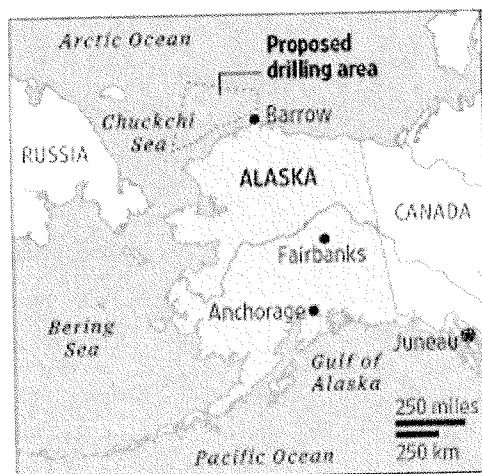 Arctic Ocean
Proposed
drilling area
Chuckchi
Sea
Barrow
RUSSIA
ALASKA
CANADA
Fairbanks
Anchorage
Bering
Sea
Juneau
Gulf of
Alaska
250 miles
250 km
Pacific Ocean